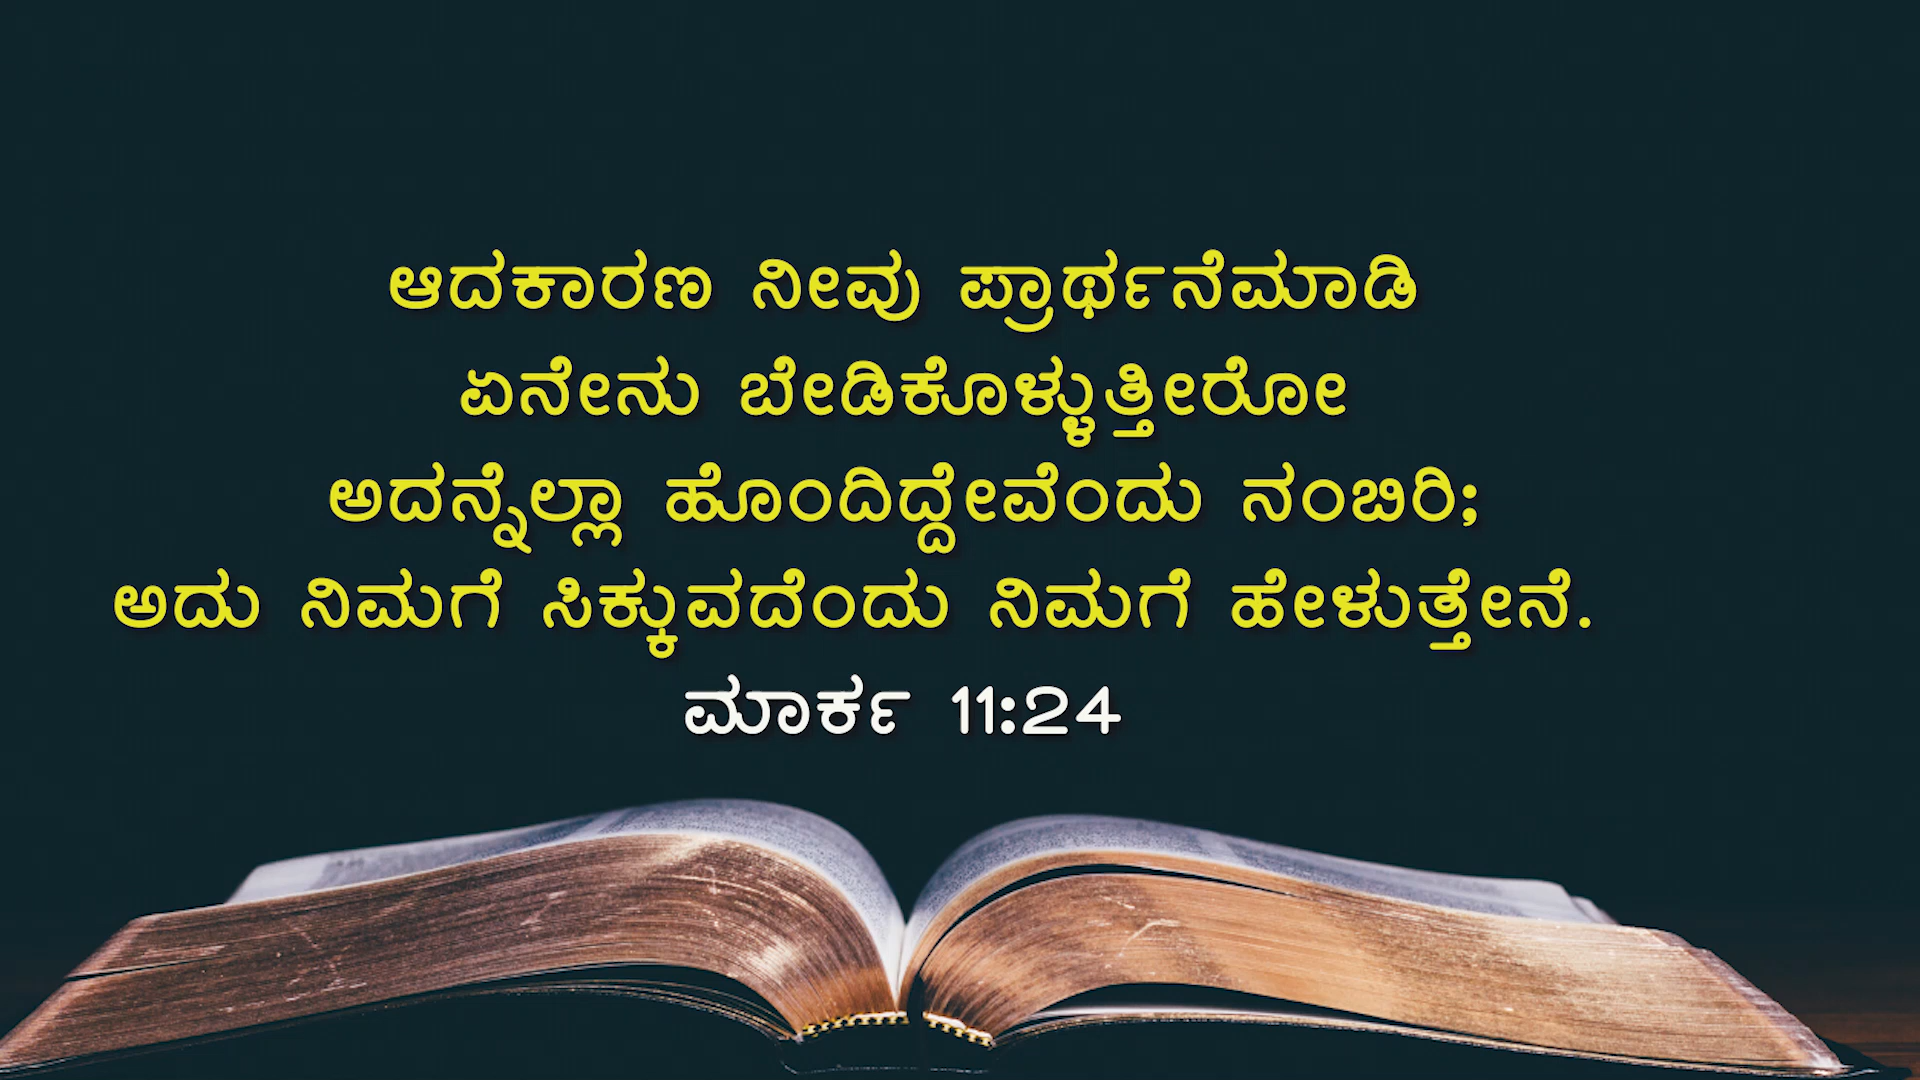 ಆದಕಾರಣ ನೀವು ಪ್ರಾರ್ಥನೆಮಾಡಿ
ಏನೇನು ಬೇಡಿಕೊಳ್ಳುತ್ತೀರೋ
ಅದನ್ನೆಲ್ಲಾ ಹೊಂದಿದ್ದೇವೆಂದು ನಂಬಿರಿ;
ಅದು ನಿಮಗೆ ಸಿಕ್ಕುವದೆಂದು ನಿಮಗೆ ಹೇಳುತ್ತೇನೆ.
ಮಾರ್ಕ 11:24